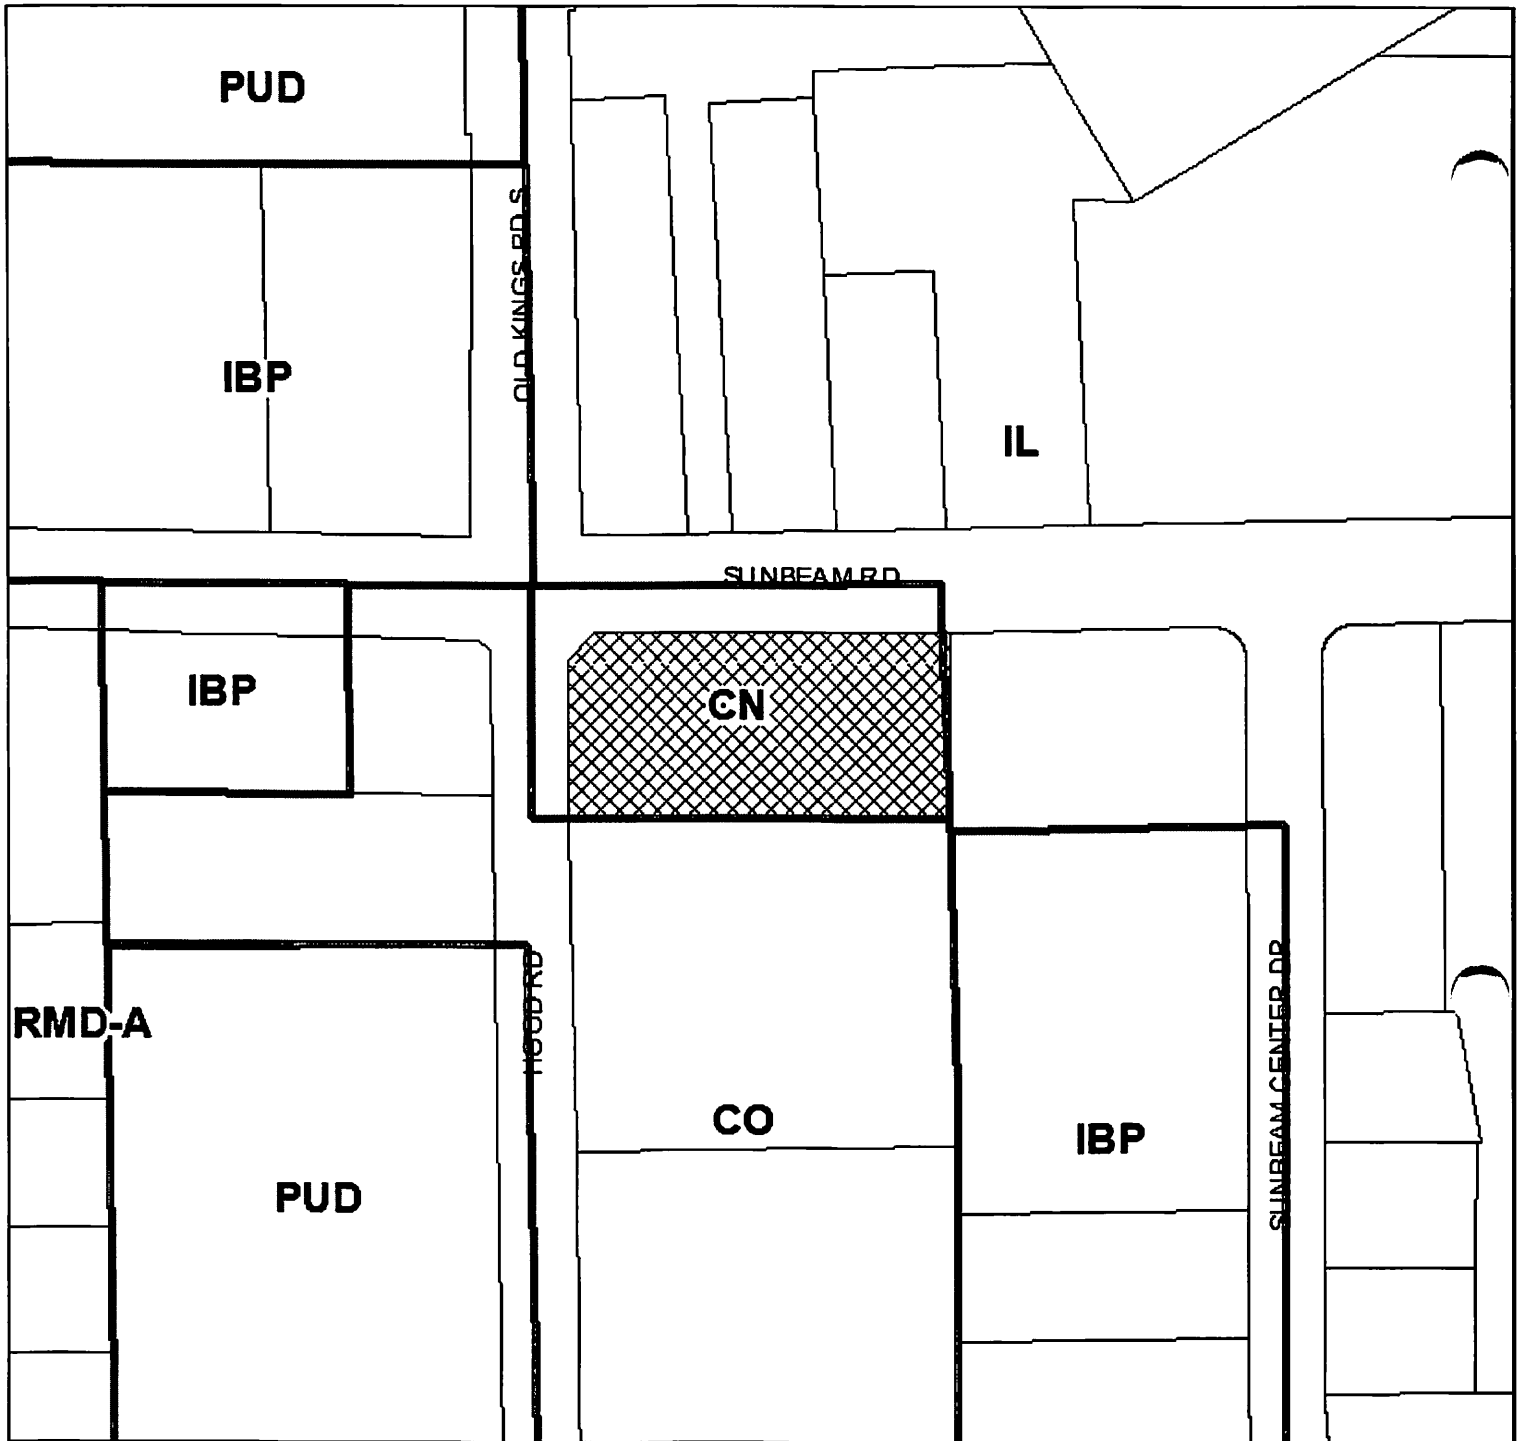 PUD
OLD KINGS RD S
IBP
IL
SUNBEAM RD
IBP
CN
HOOD RD
SUNBEAM CENTER DR
RMD-A
CO
IBP
PUD